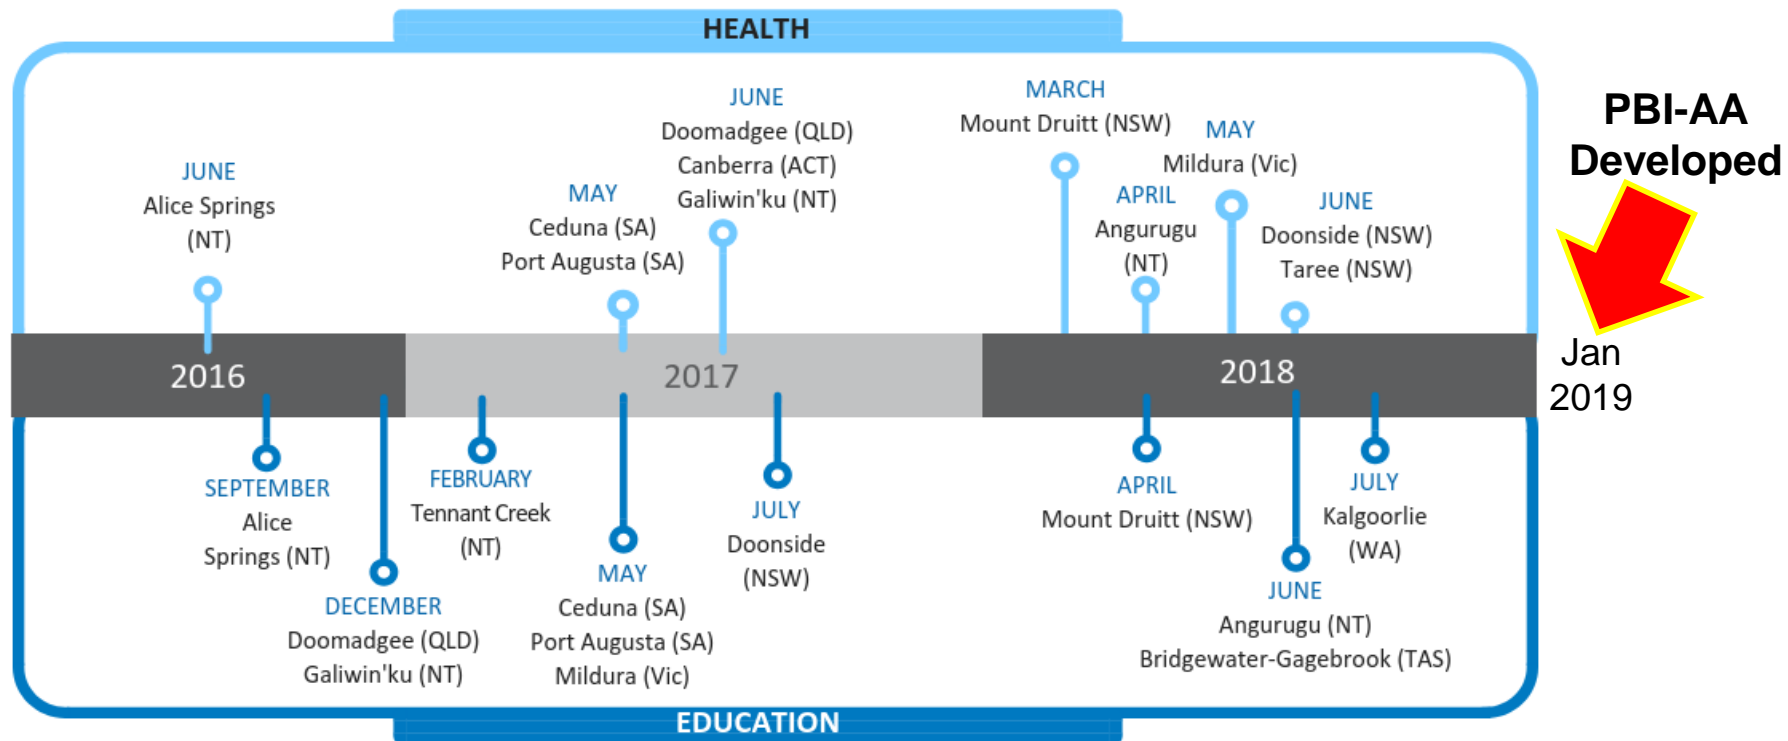 HEALTH
PBI-AA
Developed
JUNE
Alice Springs
(NT)
MAY
Ceduna (SA)
Port Augusta (SA)
JUNE
Doomadgee (QLD)
Canberra (ACT)
Galiwin'ku (NT)
MARCH
Mount Druitt (NSW)
APRIL
Angurugu
(NT)
MAY
Mildura (Vic)
JUNE
Doonside (NSW)
Taree (NSW)
2016
2017
2018
Jan
2019
SEPTEMBER
Alice
Springs (NT)
DECEMBER
Doomadgee (QLD)
Galiwin'ku (NT)
FEBRUARY
Tennant Creek
(NT)
MAY
Ceduna (SA)
Port Augusta (SA)
Mildura (Vic)
JULY
Doonside
(NSW)
APRIL
Mount Druitt (NSW)
JUNE
Angurugu (NT)
Bridgewater-Gagebrook (TAS)
JULY
Kalgoorlie
(WA)
EDUCATION